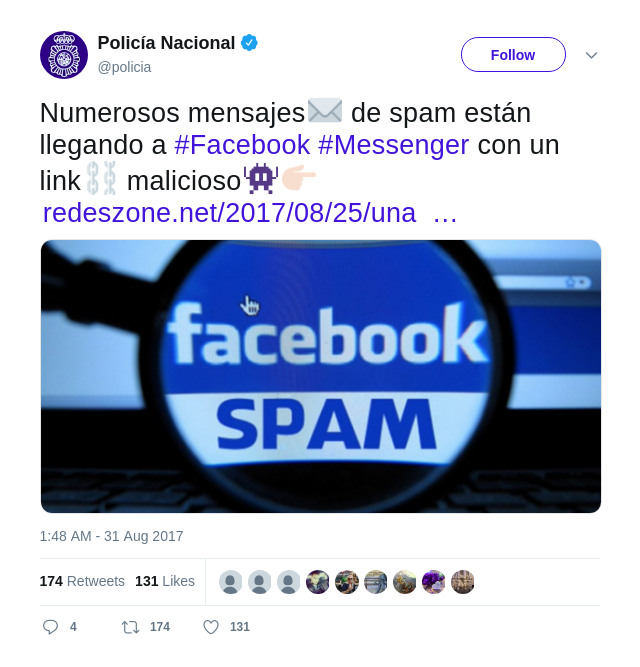 Policía Nacional
@policia
Follow
Numerosos mensajes de spam están
llegando a #Facebook #Messenger con un
link malicioso
redeszone.net/2017/08/25/una …
facebook
SPAM
1:48 AM - 31 Aug 2017
174 Retweets 131 Likes
4 174 131